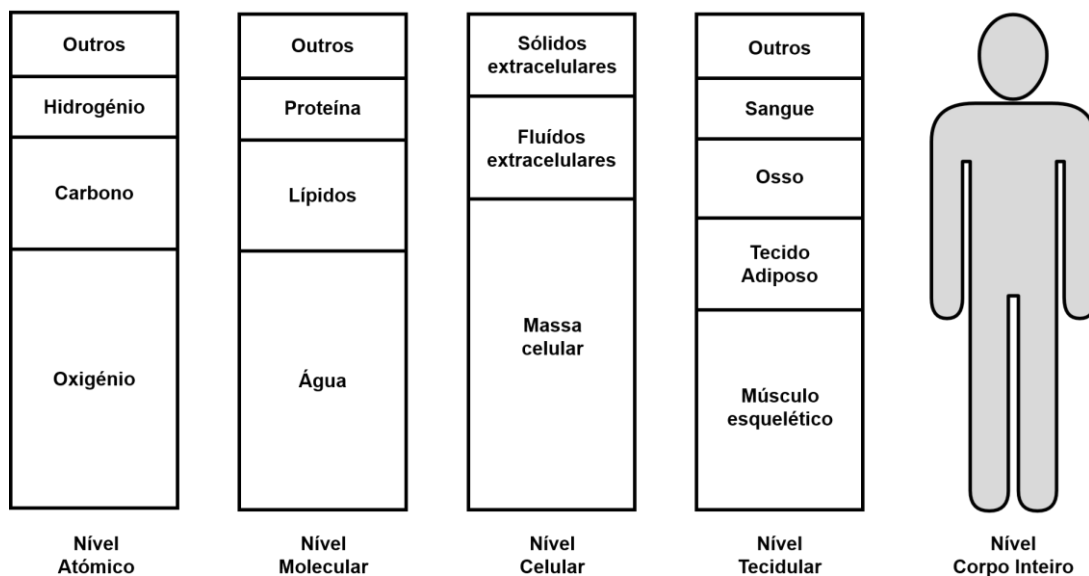 Outros
Hidrogénio
Carbono
Oxigénio
Nível
Atómico
Outros
Proteína
Lípidos
Água
Nível
Molecular
Sólidos
extracelulares
Fluídos
extracelulares
Massa
celular
Nível
Celular
Outros
Sangue
Osso
Tecido
Adiposo
Músculo
esquelético
Nível
Tecidular
Nível
Corpo Inteiro